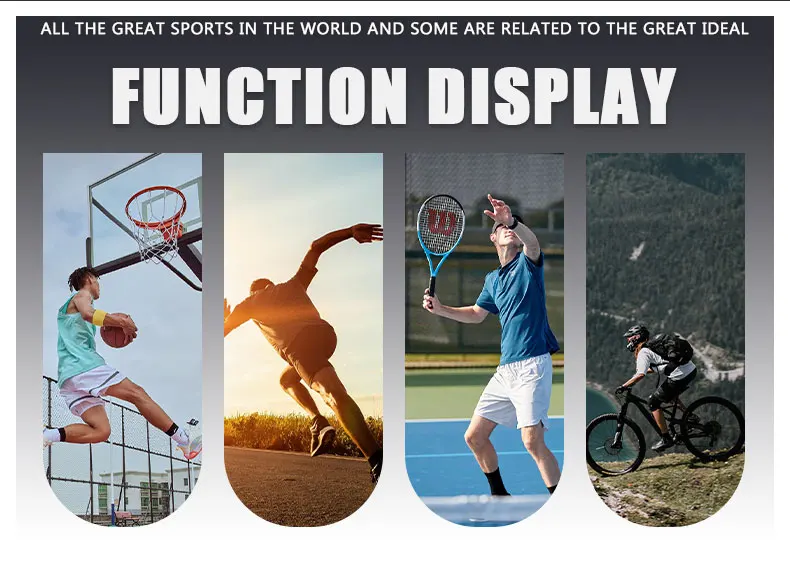 ALL THE GREAT SPORTS IN THE WORLD AND SOME ARE RELATED TO THE GREAT IDEAL
FUNCTION DISPLAY
W